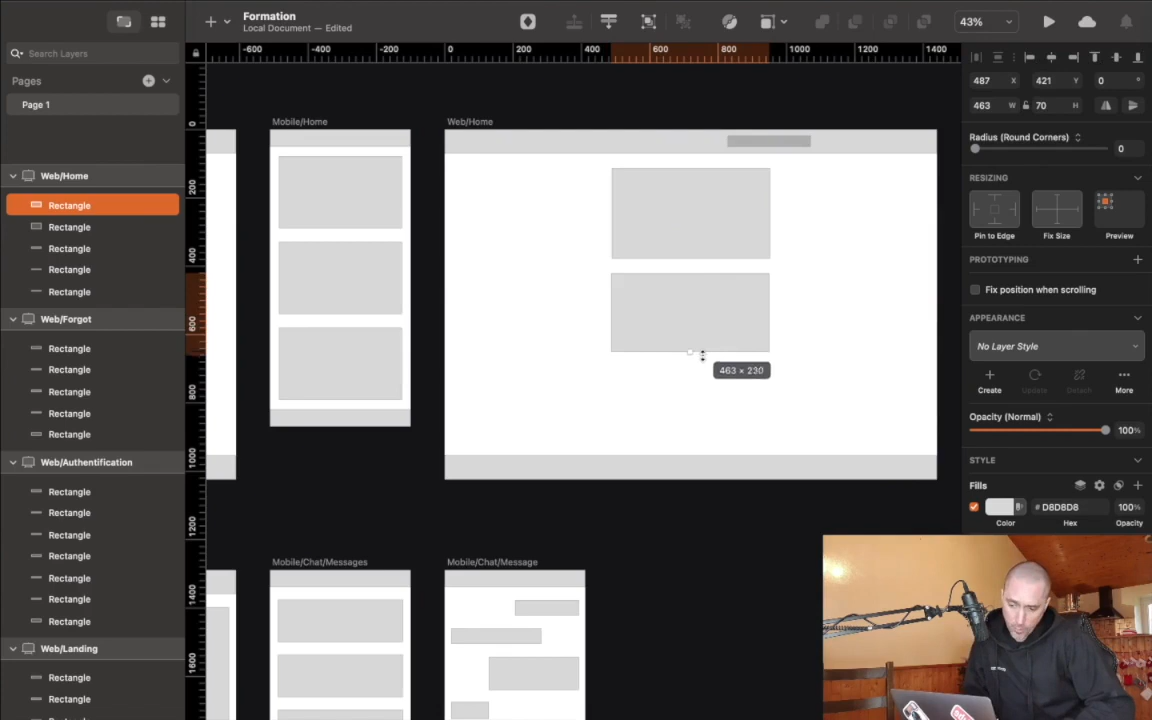 Formation
Local Document — Edited
43%
Search Layers
Pages
Page 1
Web/Home
Rectangle
Rectangle
Rectangle
Rectangle
Rectangle
Web/Forgot
Rectangle
Rectangle
Rectangle
Rectangle
Rectangle
Web/Authentification
Rectangle
Rectangle
Rectangle
Rectangle
Rectangle
Rectangle
Rectangle
Web/Landing
Rectangle
Rectangle
-600 -400 -200 0 200 400 600 800 1000 1200 1400
0
200
400
600
800
1000
1200
1400
1600
Mobile/Home
Web/Home
463 × 230
Mobile/Chat/Messages
Mobile/Chat/Message
487 X 421 Y 0 °
463 W 70 H
Radius (Round Corners)
0
RESIZING
Pin to Edge Fix Size Preview
PROTOTYPING
Fix position when scrolling
APPEARANCE
No Layer Style
Create Update Detach More
Opacity (Normal)
100%
STYLE
Fills
# D8D8D8 100%
Color Hex Opacity